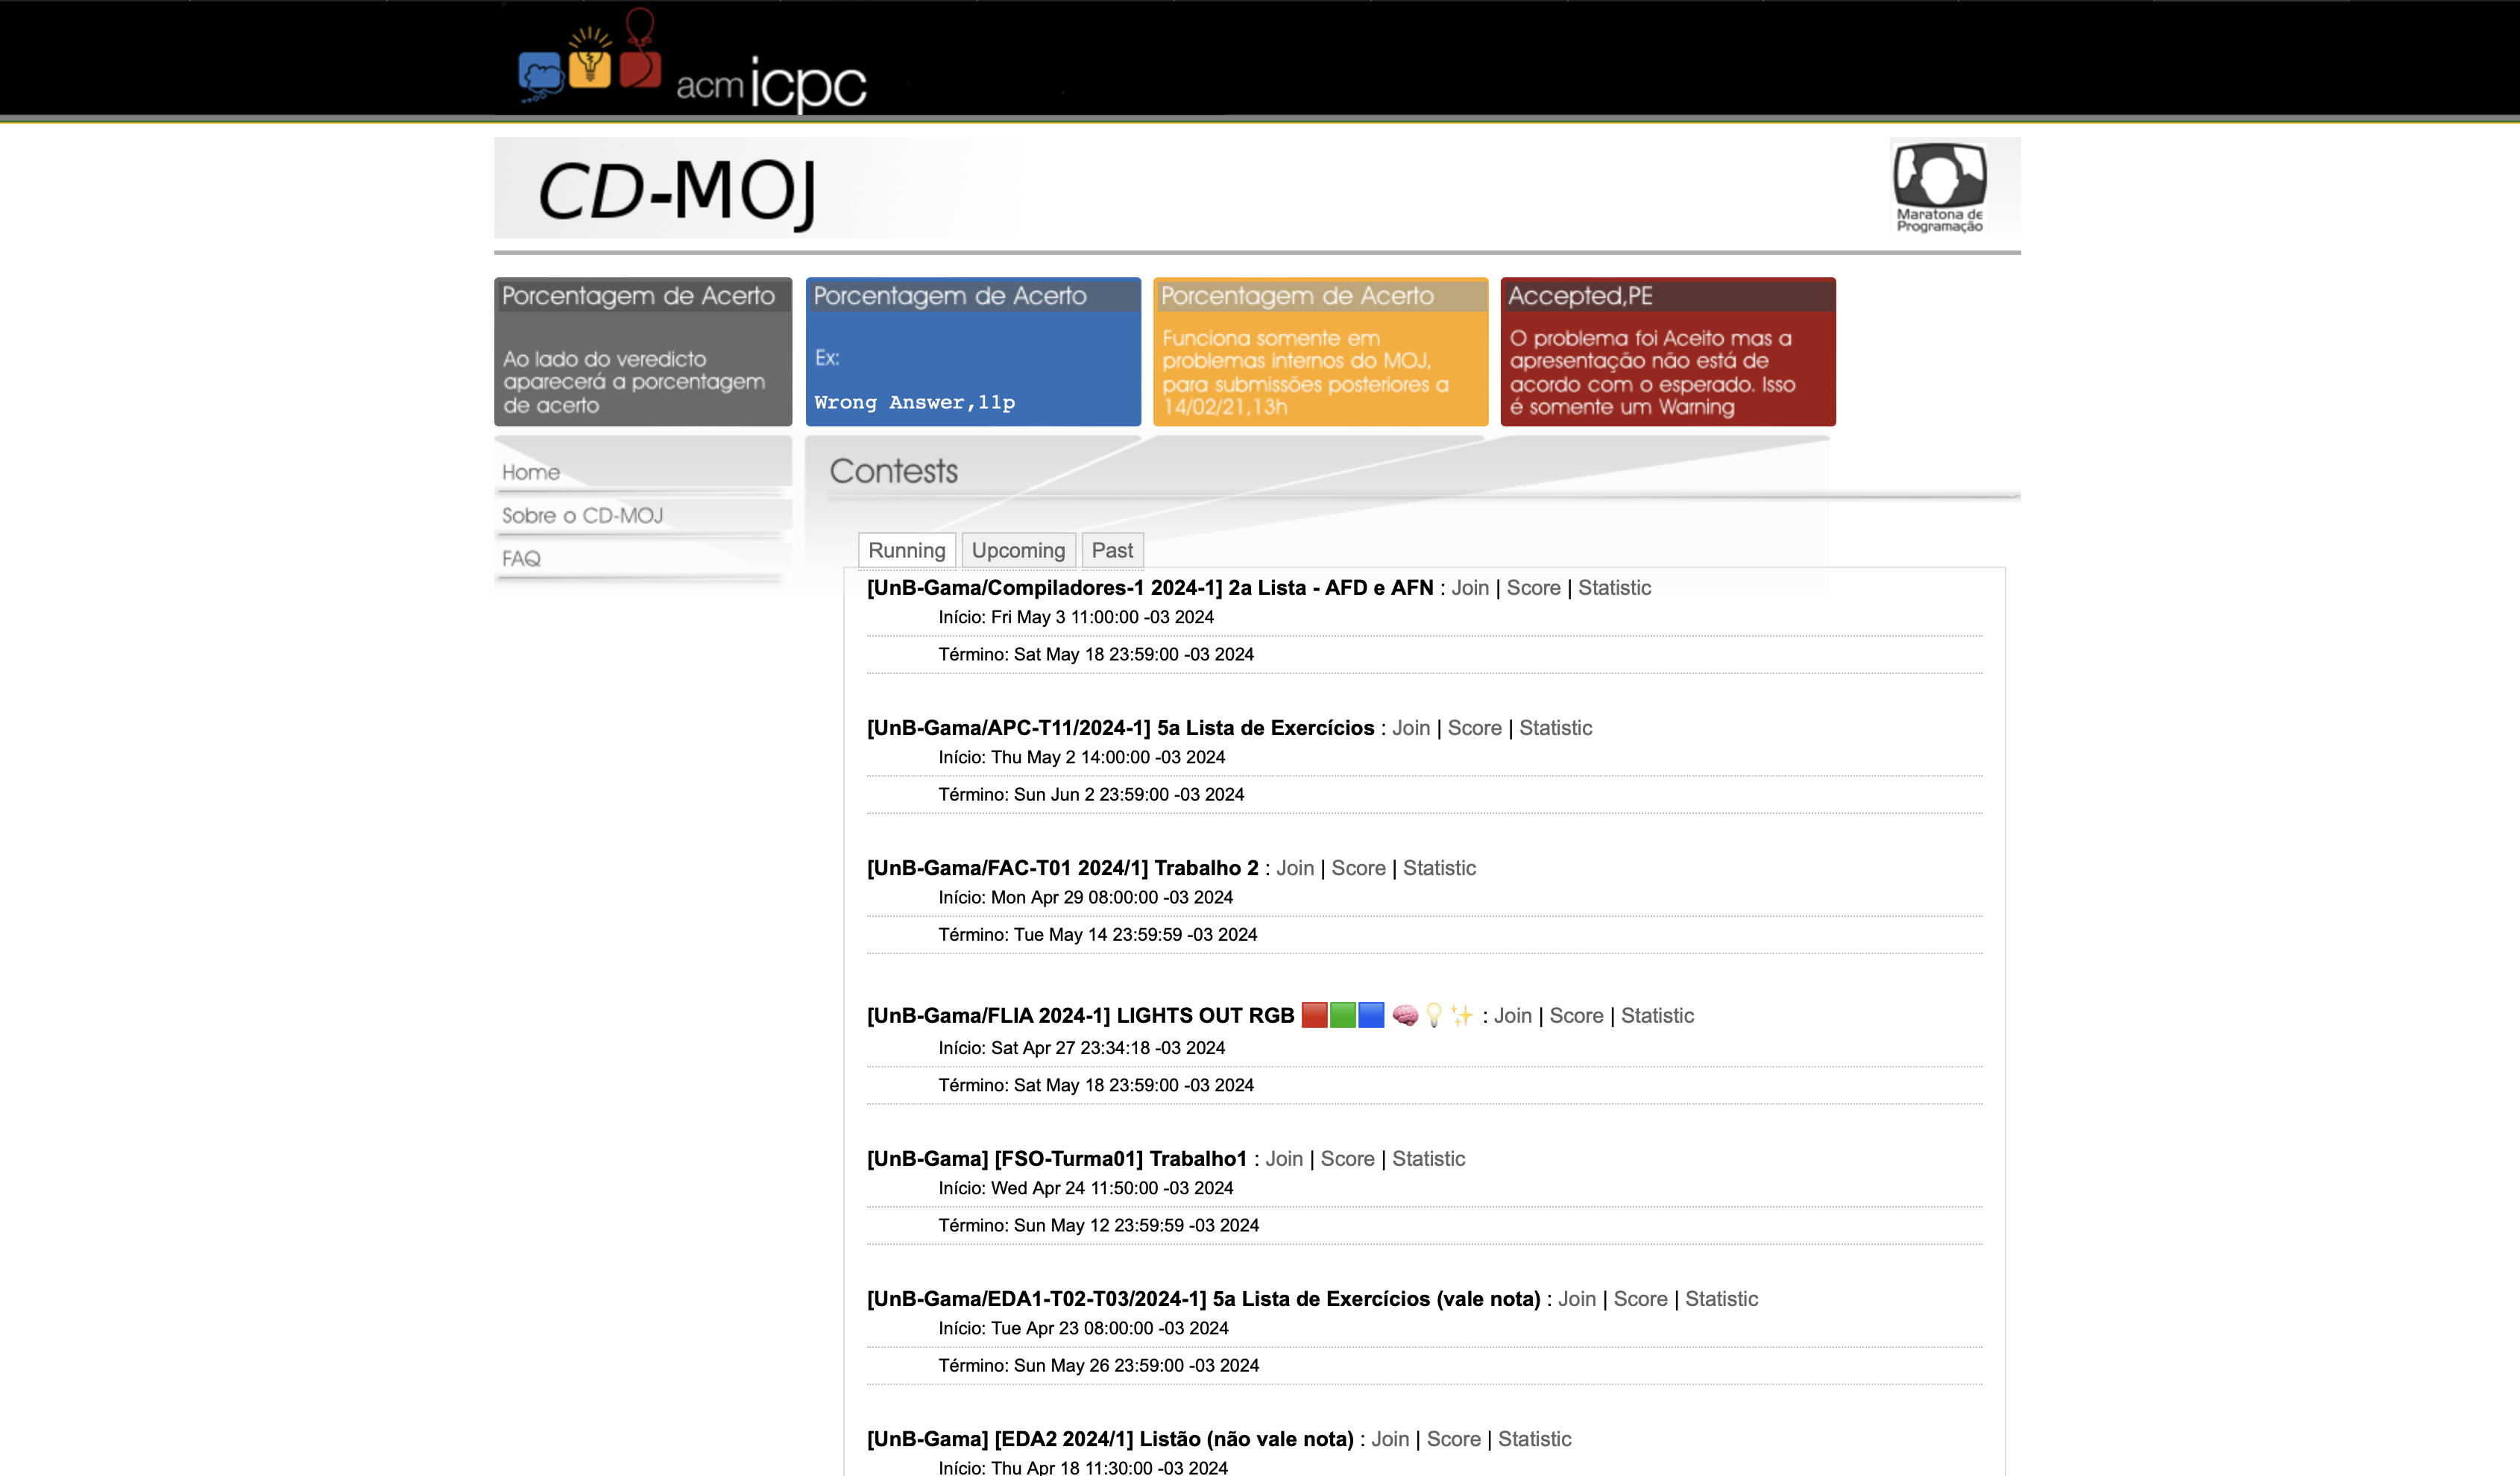 acm icpc
CD-MOJ
Maratona de
Programação
Porcentagem de Acerto
Ao lado do veredicto
aparecerá a porcentagem
de acerto
Porcentagem de Acerto
Ex:
Wrong Answer,11p
Porcentagem de Acerto
Funciona somente em
problemas internos do MOJ,
para submissões posteriores a
14/02/21,13h
Accepted,PE
O problema foi Aceito mas a
apresentação não está de
acordo com o esperado. Isso
é somente um Warning
Home
Sobre o CD-MOJ
FAQ
Contests
Running Upcoming Past
[UnB-Gama/Compiladores-1 2024-1] 2a Lista - AFD e AFN : Join | Score | Statistic
Início: Fri May 3 11:00:00 -03 2024
Término: Sat May 18 23:59:00 -03 2024
[UnB-Gama/APC-T11/2024-1] 5a Lista de Exercícios : Join | Score | Statistic
Início: Thu May 2 14:00:00 -03 2024
Término: Sun Jun 2 23:59:00 -03 2024
[UnB-Gama/FAC-T01 2024/1] Trabalho 2 : Join | Score | Statistic
Início: Mon Apr 29 08:00:00 -03 2024
Término: Tue May 14 23:59:59 -03 2024
[UnB-Gama/FLIA 2024-1] LIGHTS OUT RGB 🟥🟩🟦 🧠💡✨ : Join | Score | Statistic
Início: Sat Apr 27 23:34:18 -03 2024
Término: Sat May 18 23:59:00 -03 2024
[UnB-Gama] [FSO-Turma01] Trabalho1 : Join | Score | Statistic
Início: Wed Apr 24 11:50:00 -03 2024
Término: Sun May 12 23:59:59 -03 2024
[UnB-Gama/EDA1-T02-T03/2024-1] 5a Lista de Exercícios (vale nota) : Join | Score | Statistic
Início: Tue Apr 23 08:00:00 -03 2024
Término: Sun May 26 23:59:00 -03 2024
[UnB-Gama] [EDA2 2024/1] Listão (não vale nota) : Join | Score | Statistic
Início: Thu Apr 18 11:30:00 -03 2024